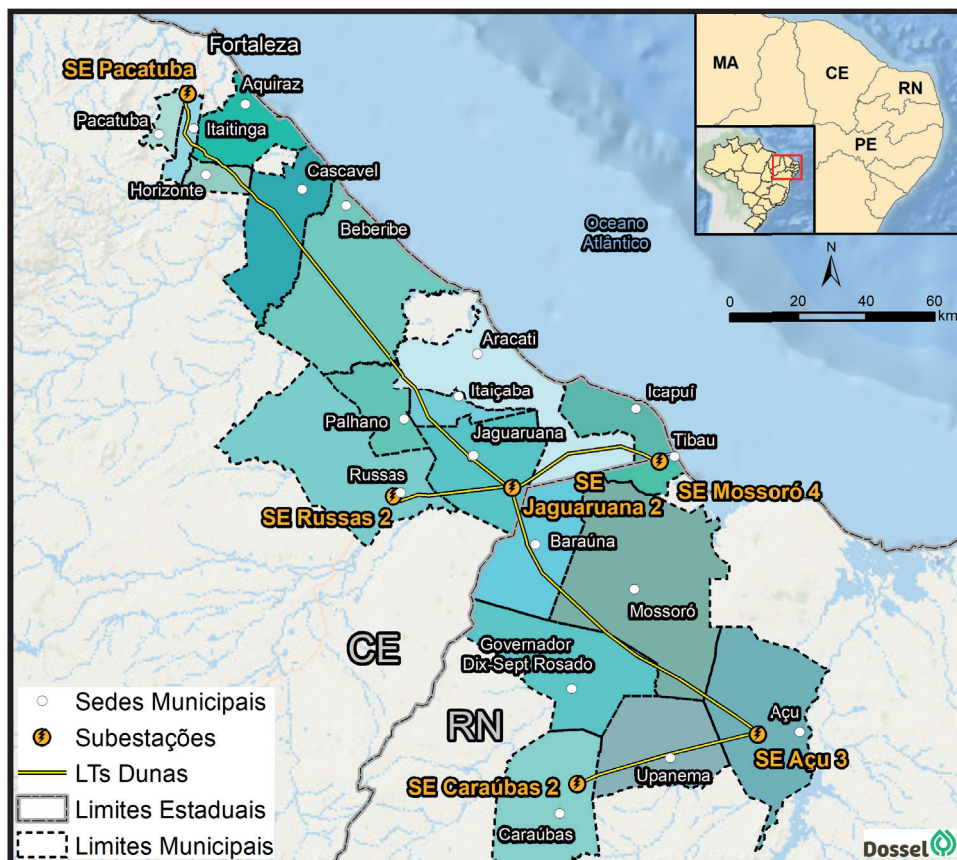 Fortaleza
SE Pacatuba
Aquiraz
Pacatuba
Itaitinga
Horizonte
Cascavel
Beberibe
Oceano
Atlântico
MA
CE
RN
PE
N
0 20 40 60
km
Aracati
Itaiçaba
Icapuí
Palhano
Jaguaruana
Tibau
Russas
SE Russas 2
SE
Jaguaruana 2
SE Mossoró 4
Baraúna
Mossoró
CE
Governador
Dix-Sept Rosado
RN
Açu
SE Açu 3
Upanema
SE Caraúbas 2
Caraúbas
Sedes Municipais
Subestações
LTs Dunas
Limites Estaduais
Limites Municipais
Dossel